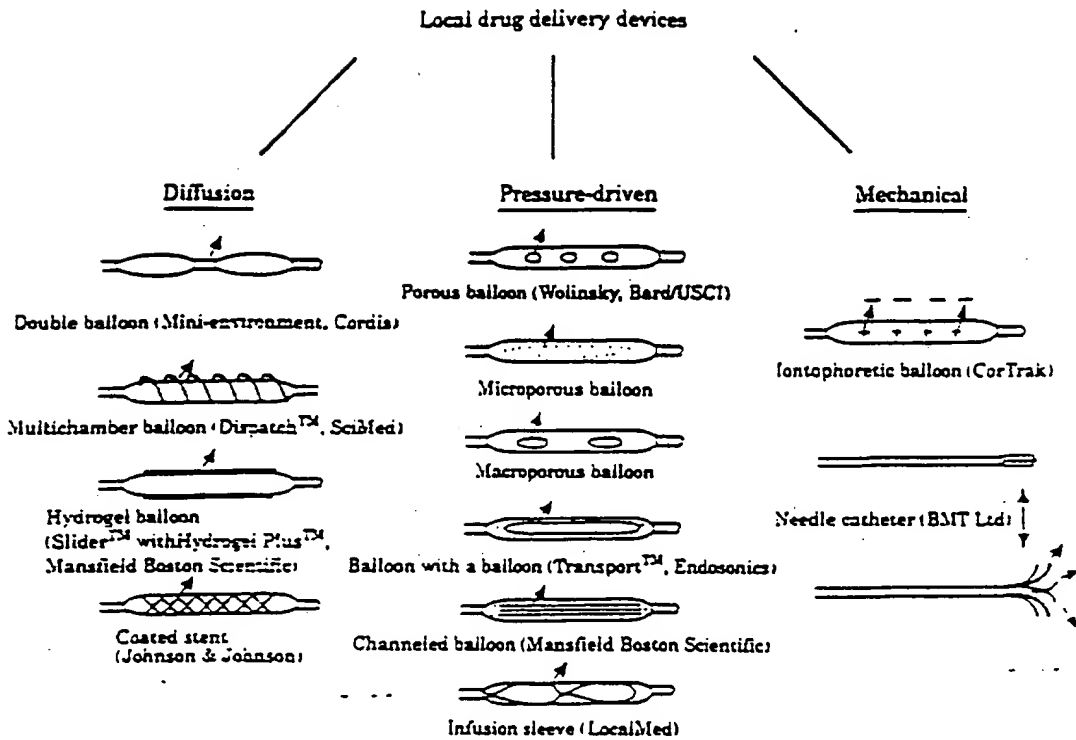 Local drug delivery devices
Diffusion
Double balloon (Mini-environment, Cordis)
Multichamber balloon (Dispatch™, SciMed)
Hydrogel balloon
(Slider™ with Hydrogel Plus™,
Mansfield Boston Scientific)
Coated stent
(Johnson & Johnson)
Pressure-driven
Porous balloon (Wolinsky, Bard/USCI)
Microporous balloon
Macroporous balloon
Balloon with a balloon (Transport™, Endosonics)
Channeled balloon (Mansfield Boston Scientific)
Infusion sleeve (LocalMed)
Mechanical
Iontophoretic balloon (CorTrak)
Needle catheter (BMT Ltd)